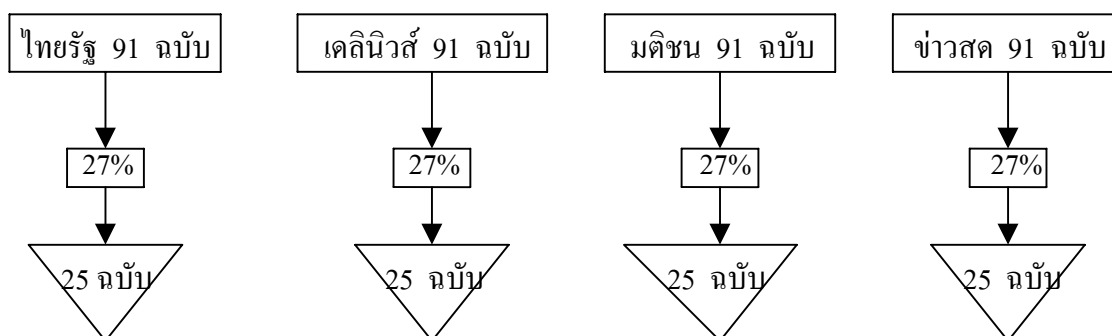 ไทยรัฐ 91 ฉบับ
เดลินิวส์ 91 ฉบับ
มติชน 91 ฉบับ
ข่าวสด 91 ฉบับ
27%
27%
27%
27%
25 ฉบับ
25 ฉบับ
25 ฉบับ
25 ฉบับ